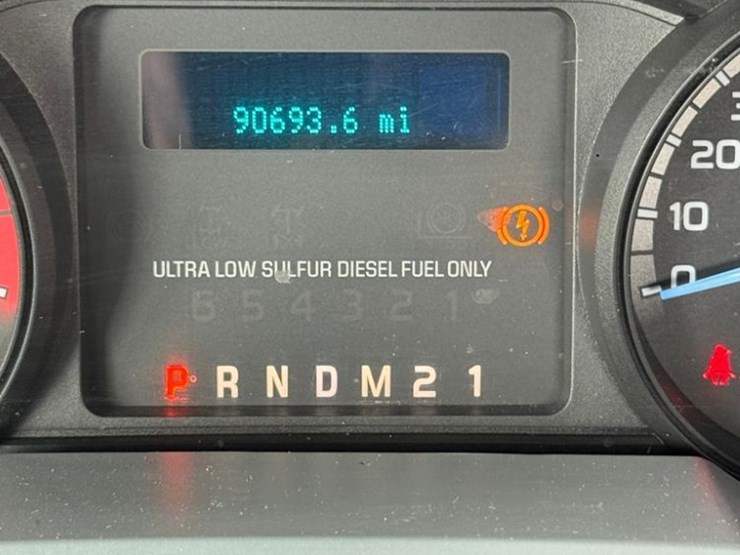 90693.6 mi
30
20
10
0
ULTRA LOW SULFUR DIESEL FUEL ONLY
6 5 4 3 2 1
P R N D M 2 1